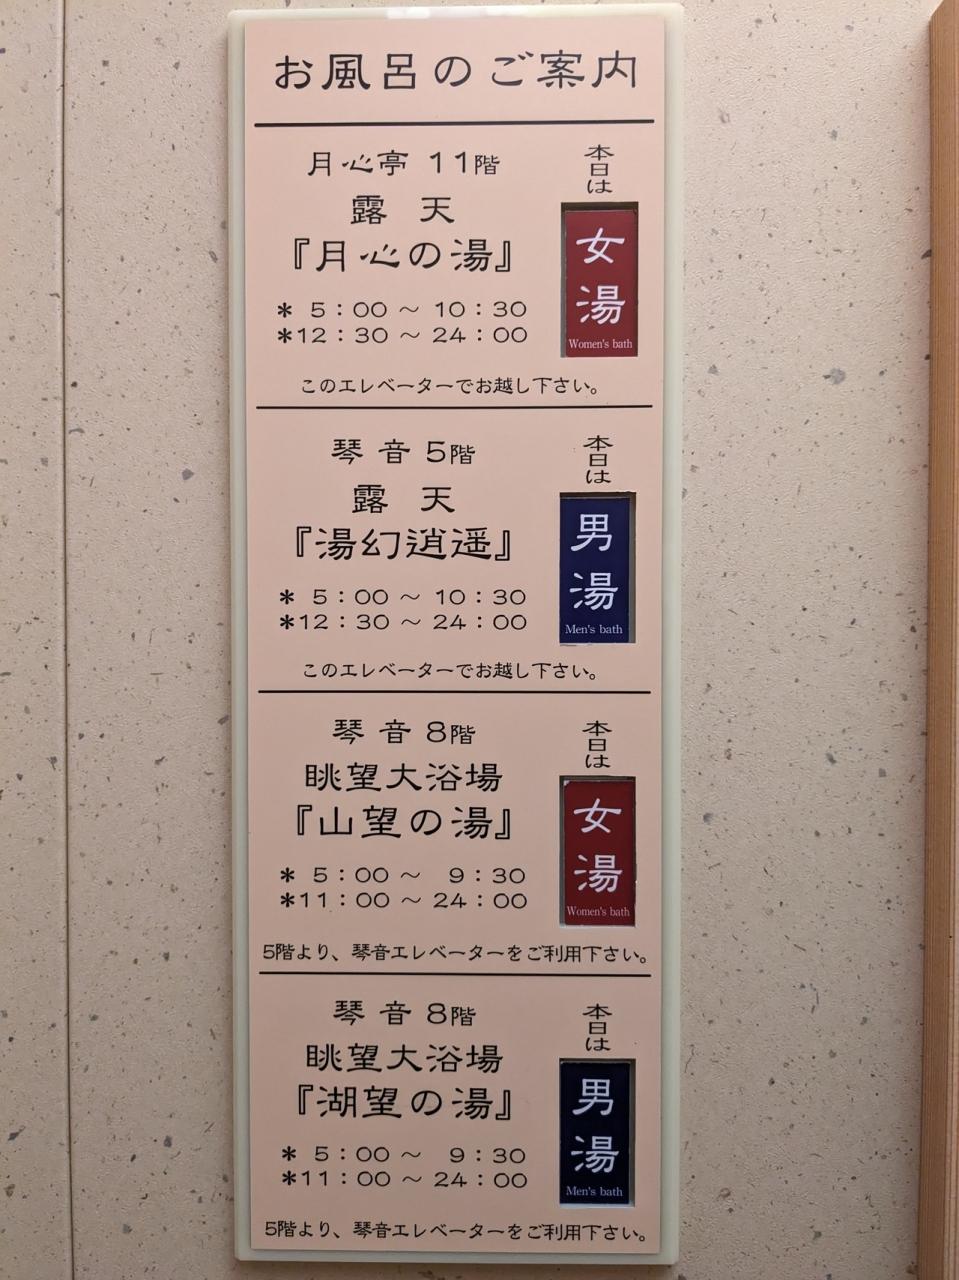 お風呂のご案内
月心亭 11階
露 天
『月心の湯』
* 5:00 〜 10:30
*12:30 〜 24:00
このエレベーターでお越し下さい。
本日は
女湯
Women's bath
琴 音 5階
露 天
『湯幻逍遥』
* 5:00 〜 10:30
*12:30 〜 24:00
このエレベーターでお越し下さい。
本日は
男湯
Men's bath
琴 音 8階
眺望大浴場
『山望の湯』
* 5:00 〜 9:30
*11:00 〜 24:00
5階より、琴音エレベーターをご利用下さい。
本日は
女湯
Women's bath
琴 音 8階
眺望大浴場
『湖望の湯』
* 5:00 〜 9:30
*11:00 〜 24:00
5階より、琴音エレベーターをご利用下さい。
本日は
男湯
Men's bath